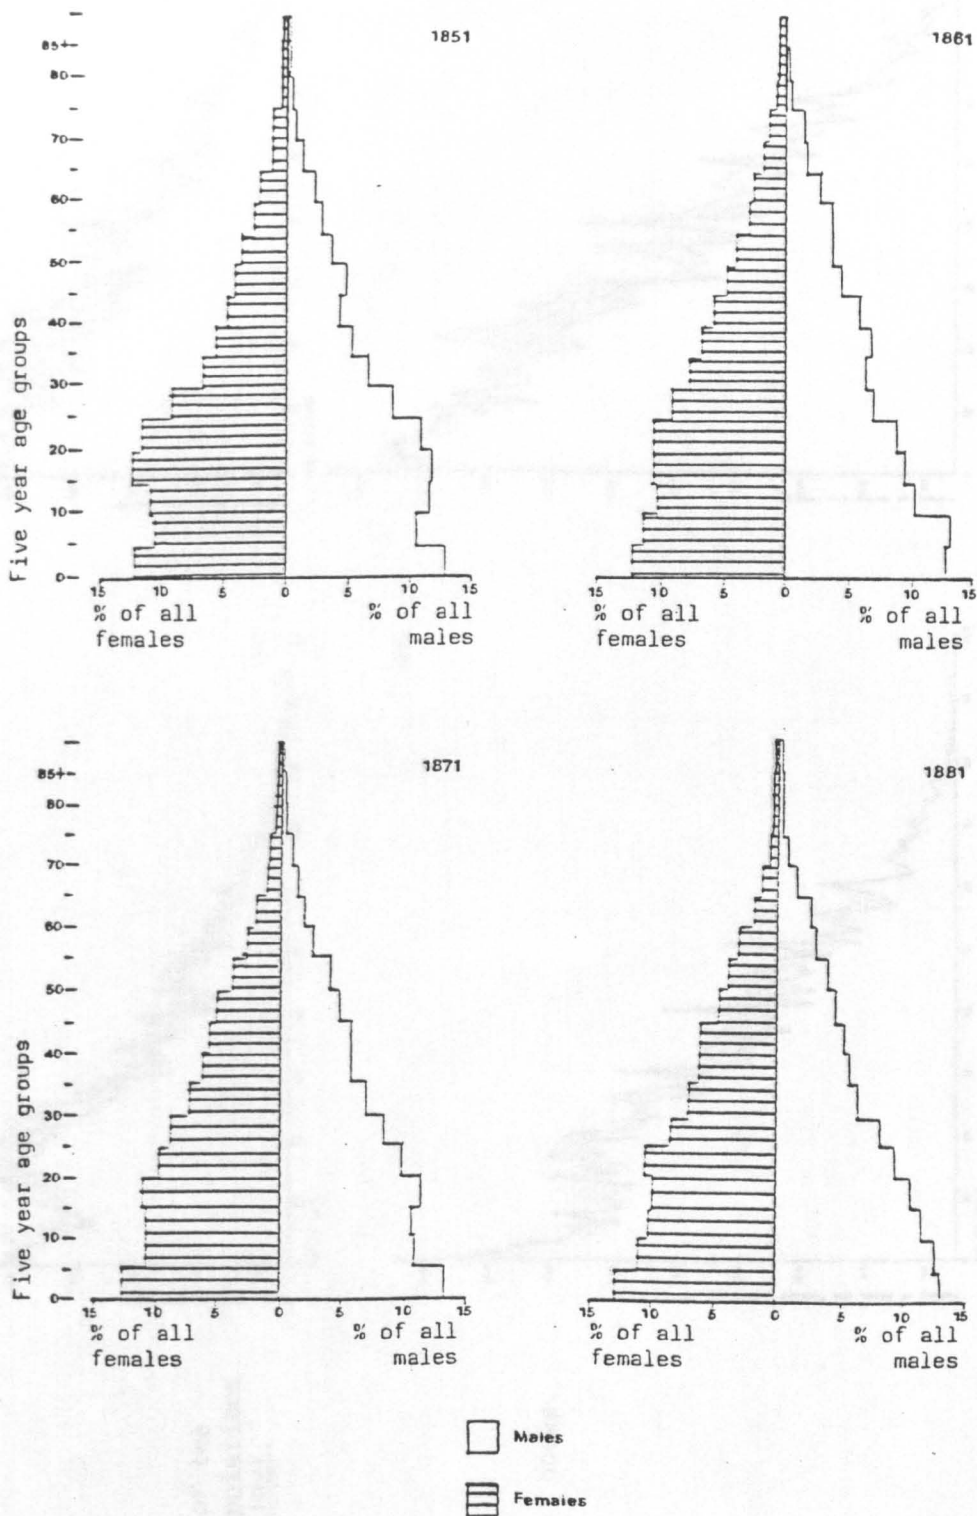 1851
85+
80
70
60
50
40
30
20
10
0
Five year age groups
15 10 5 0 5 10 15
% of all females
% of all males
1861
15 10 5 0 5 10 15
% of all females
% of all males
1871
85+
80
70
60
50
40
30
20
10
0
Five year age groups
15 10 5 0 5 10 15
% of all females
% of all males
1881
15 10 5 0 5 10 15
% of all females
% of all males
Males
Females